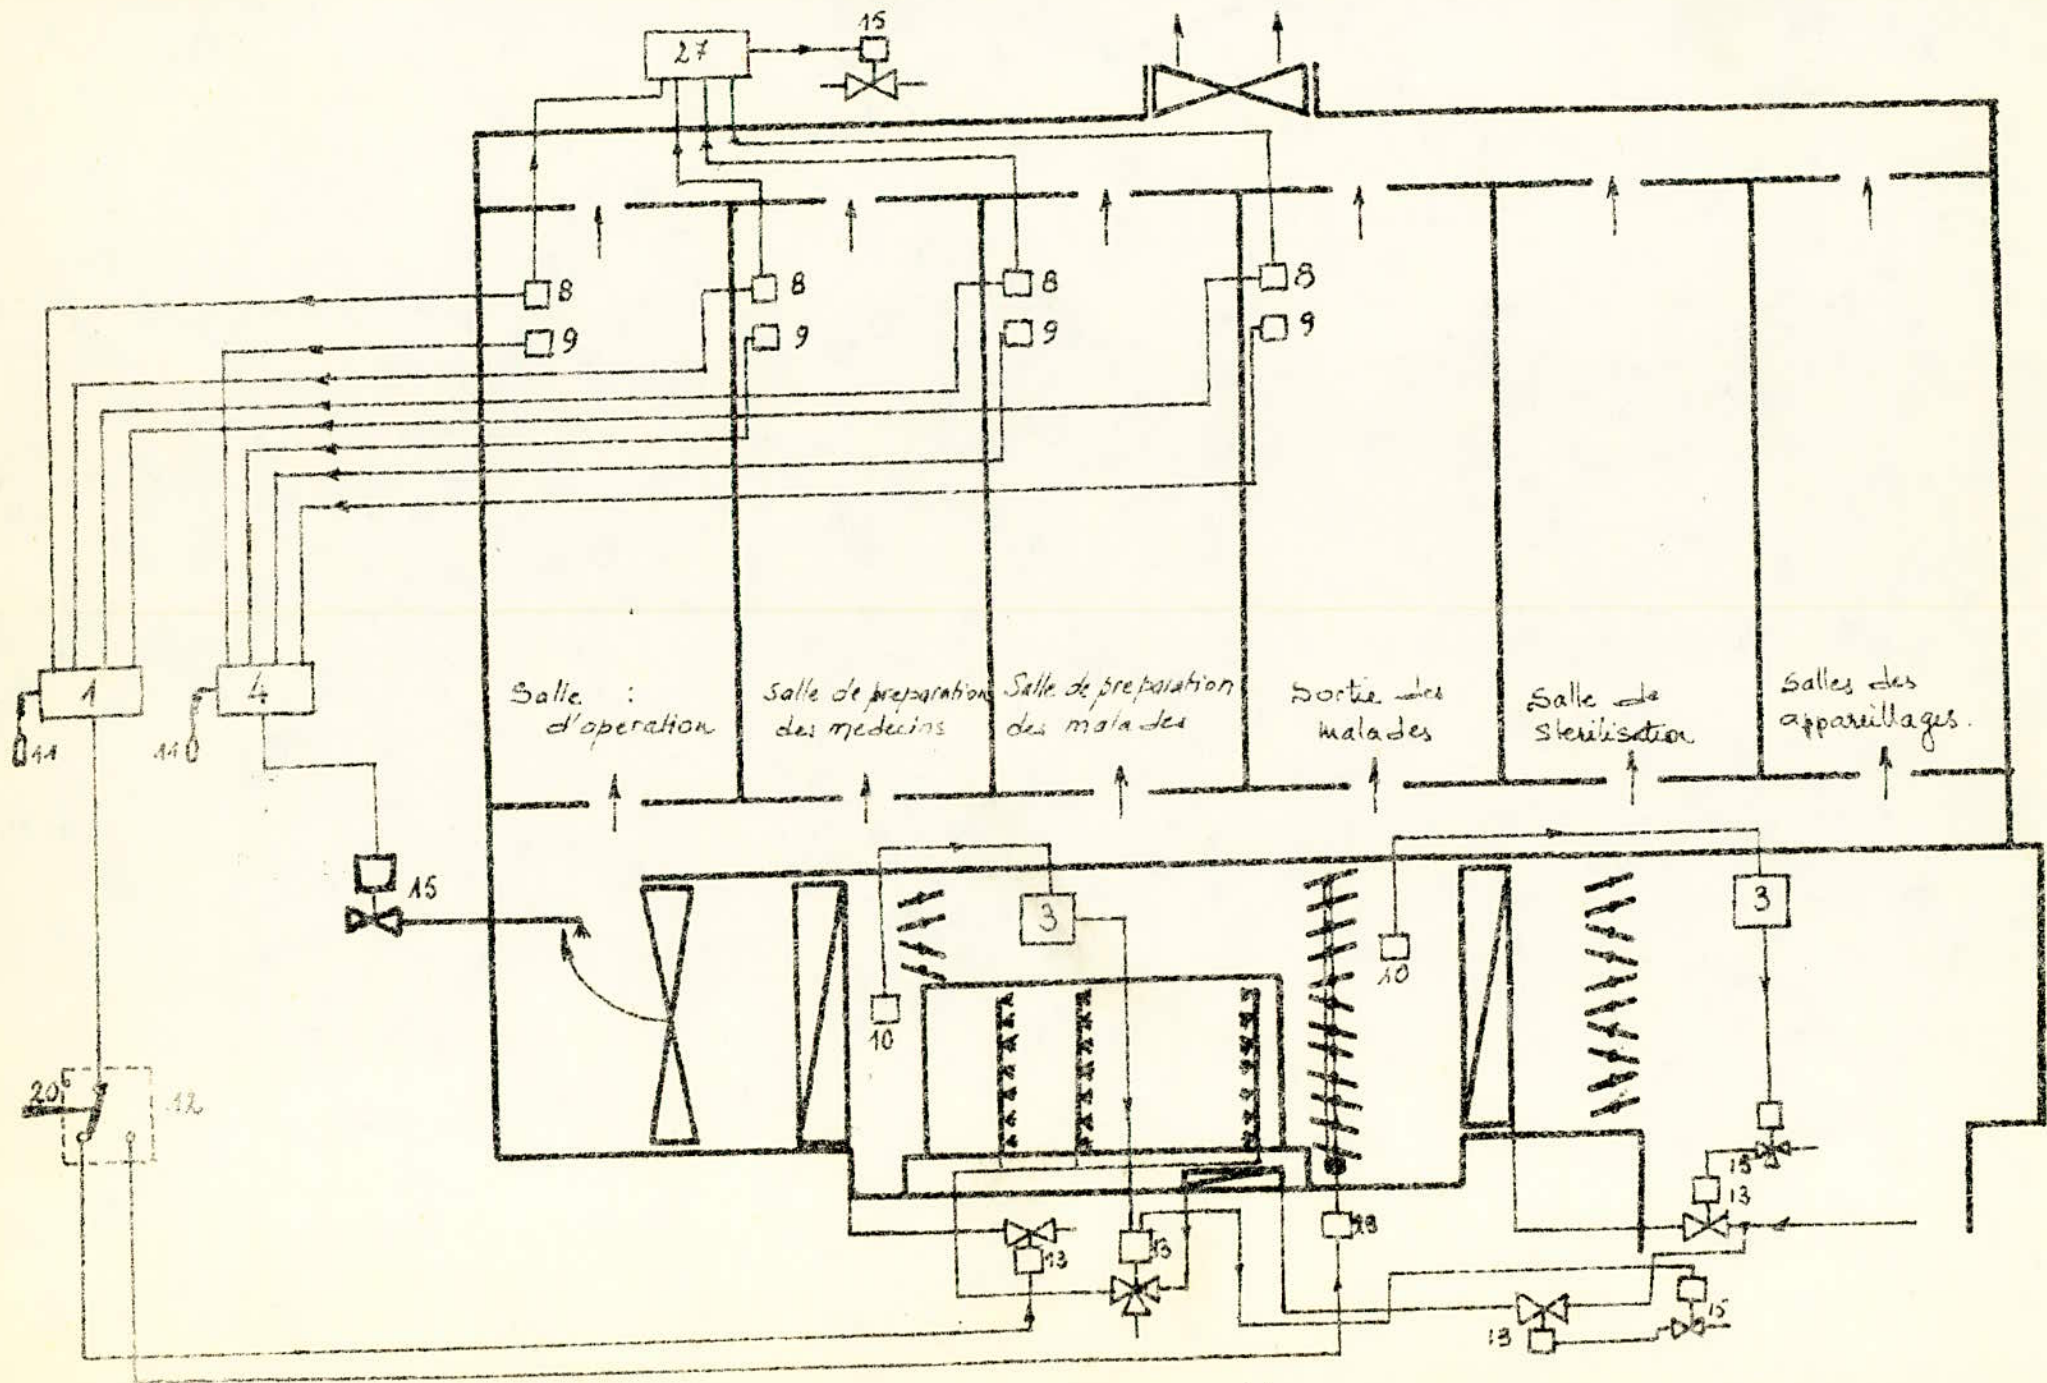 15
27
8
8
8
8
9
9
9
9
1
4
11
11
Salle :
d'operation
Salle de preparation
des medecins
Salle de preparation
des malades
Sortie des
malades
Salle de
Sterilisation
Salles des
appareillages.
15
3
3
10
10
20
12
15
13
13
13
15
13